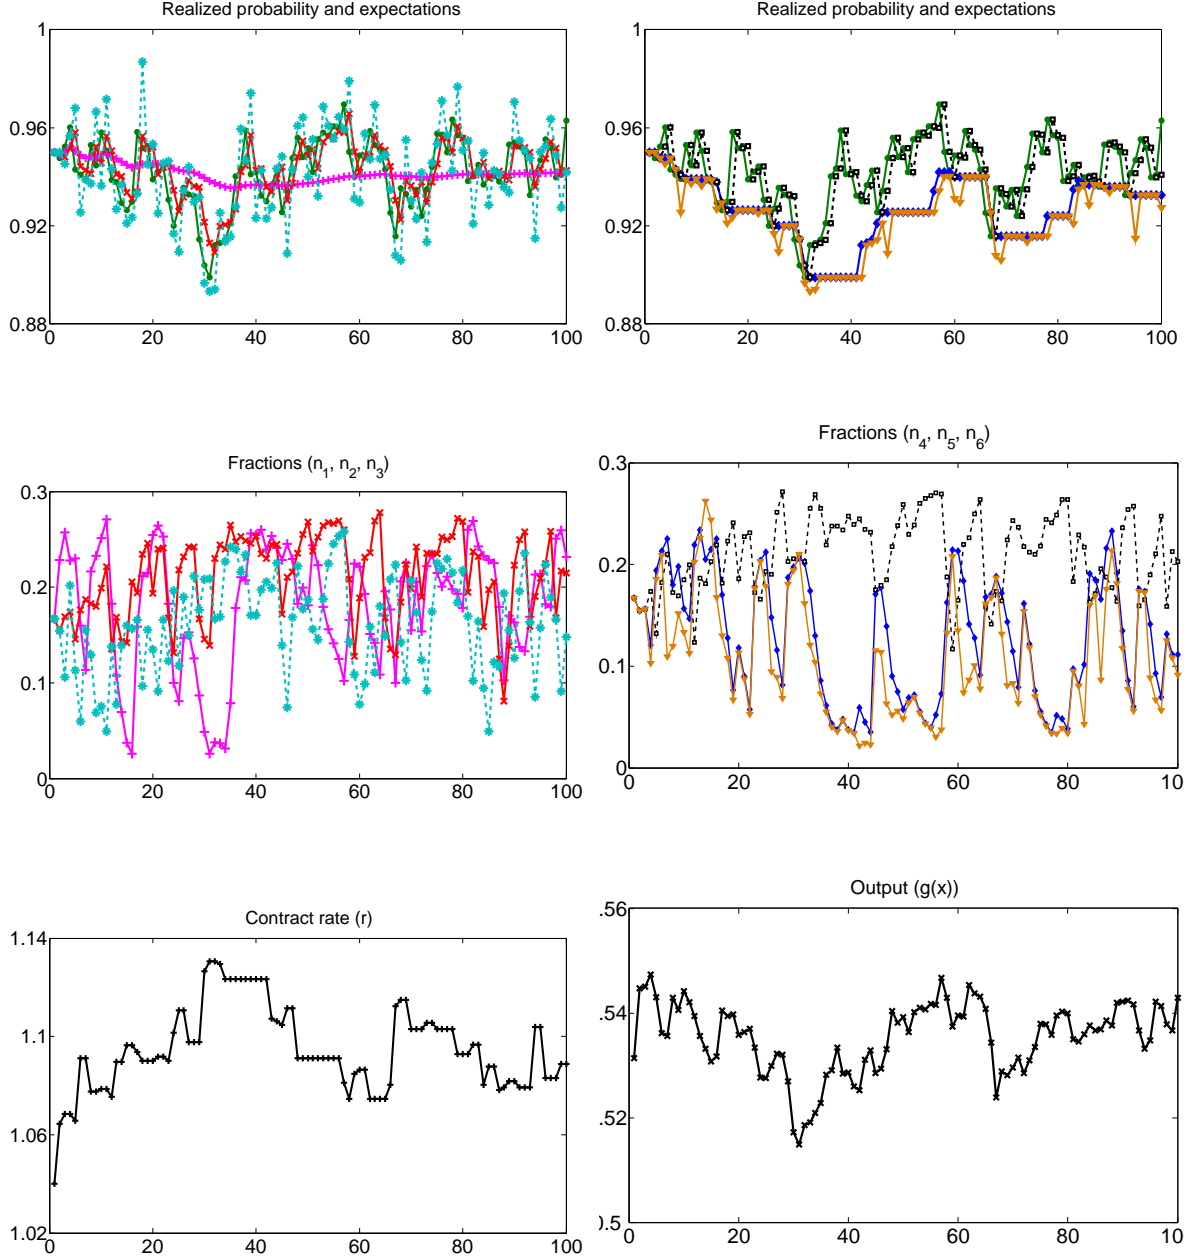 Realized probability and expectations
Realized probability and expectations
1
0.96
0.92
0.88
0 20 40 60 80 100
1
0.96
0.92
0.88
0 20 40 60 80 100
Fractions (n1, n2, n3)
0.3
0.2
0.1
0
0 20 40 60 80 100
Fractions (n4, n5, n6)
0.3
0.2
0.1
0
0 20 40 60 80 10
Contract rate (r)
1.14
1.1
1.06
1.02
0 20 40 60 80 100
Output (g(x))
.56
.54
.52
0.5
0 20 40 60 80 100